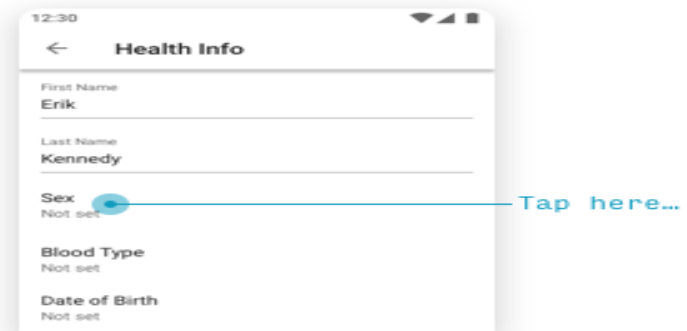 12:30
Health Info
First Name
Erik
Last Name
Kennedy
Sex
Not set
Tap here…
Blood Type
Not set
Date of Birth
Not set